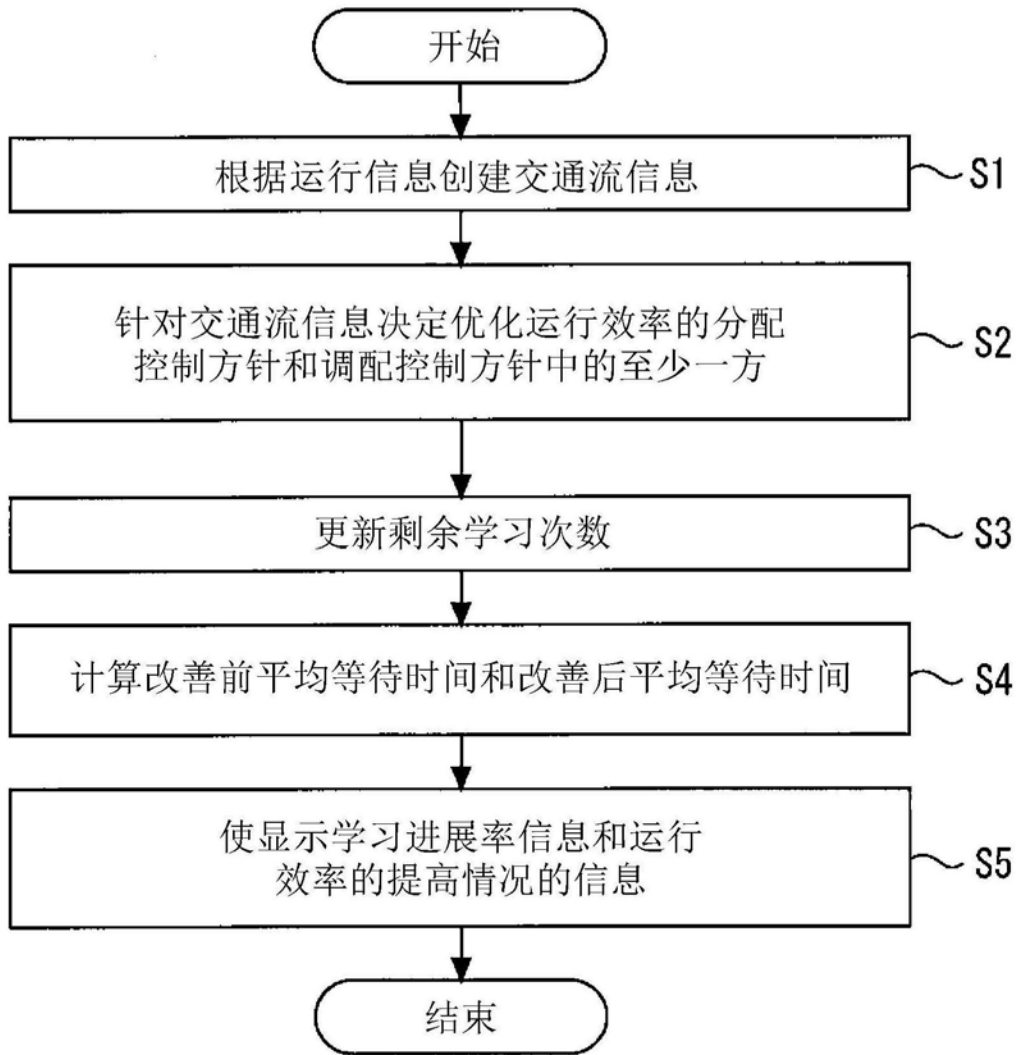 开始
根据运行信息创建交通流信息
S1
针对交通流信息决定优化运行效率的分配
控制方针和调配控制方针中的至少一方
S2
更新剩余学习次数
S3
计算改善前平均等待时间和改善后平均等待时间
S4
使显示学习进展率信息和运行
效率的提高情况的信息
S5
结束